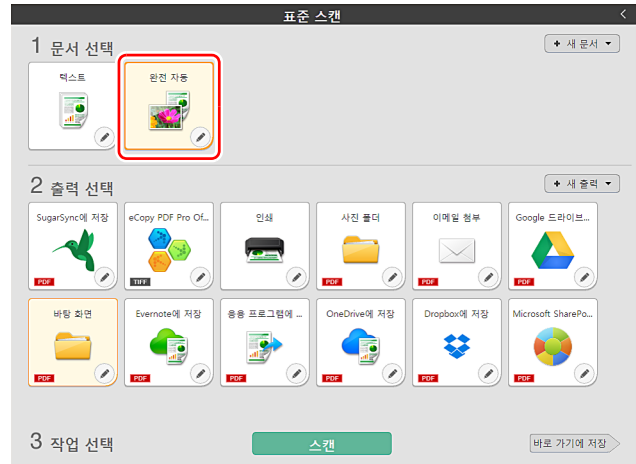 표준 스캔
1 문서 선택
+ 새 문서
텍스트
완전 자동
2 출력 선택
+ 새 출력
SugarSync에 저장
eCopy PDF Pro Of...
인쇄
사진 폴더
이메일 첨부
Google 드라이브...
PDF
TIFF
PDF
PDF
PDF
바탕 화면
Evernote에 저장
응용 프로그램에 ...
OneDrive에 저장
Dropbox에 저장
Microsoft SharePo...
PDF
PDF
PDF
PDF
PDF
PDF
3 작업 선택
스캔
바로 가기에 저장